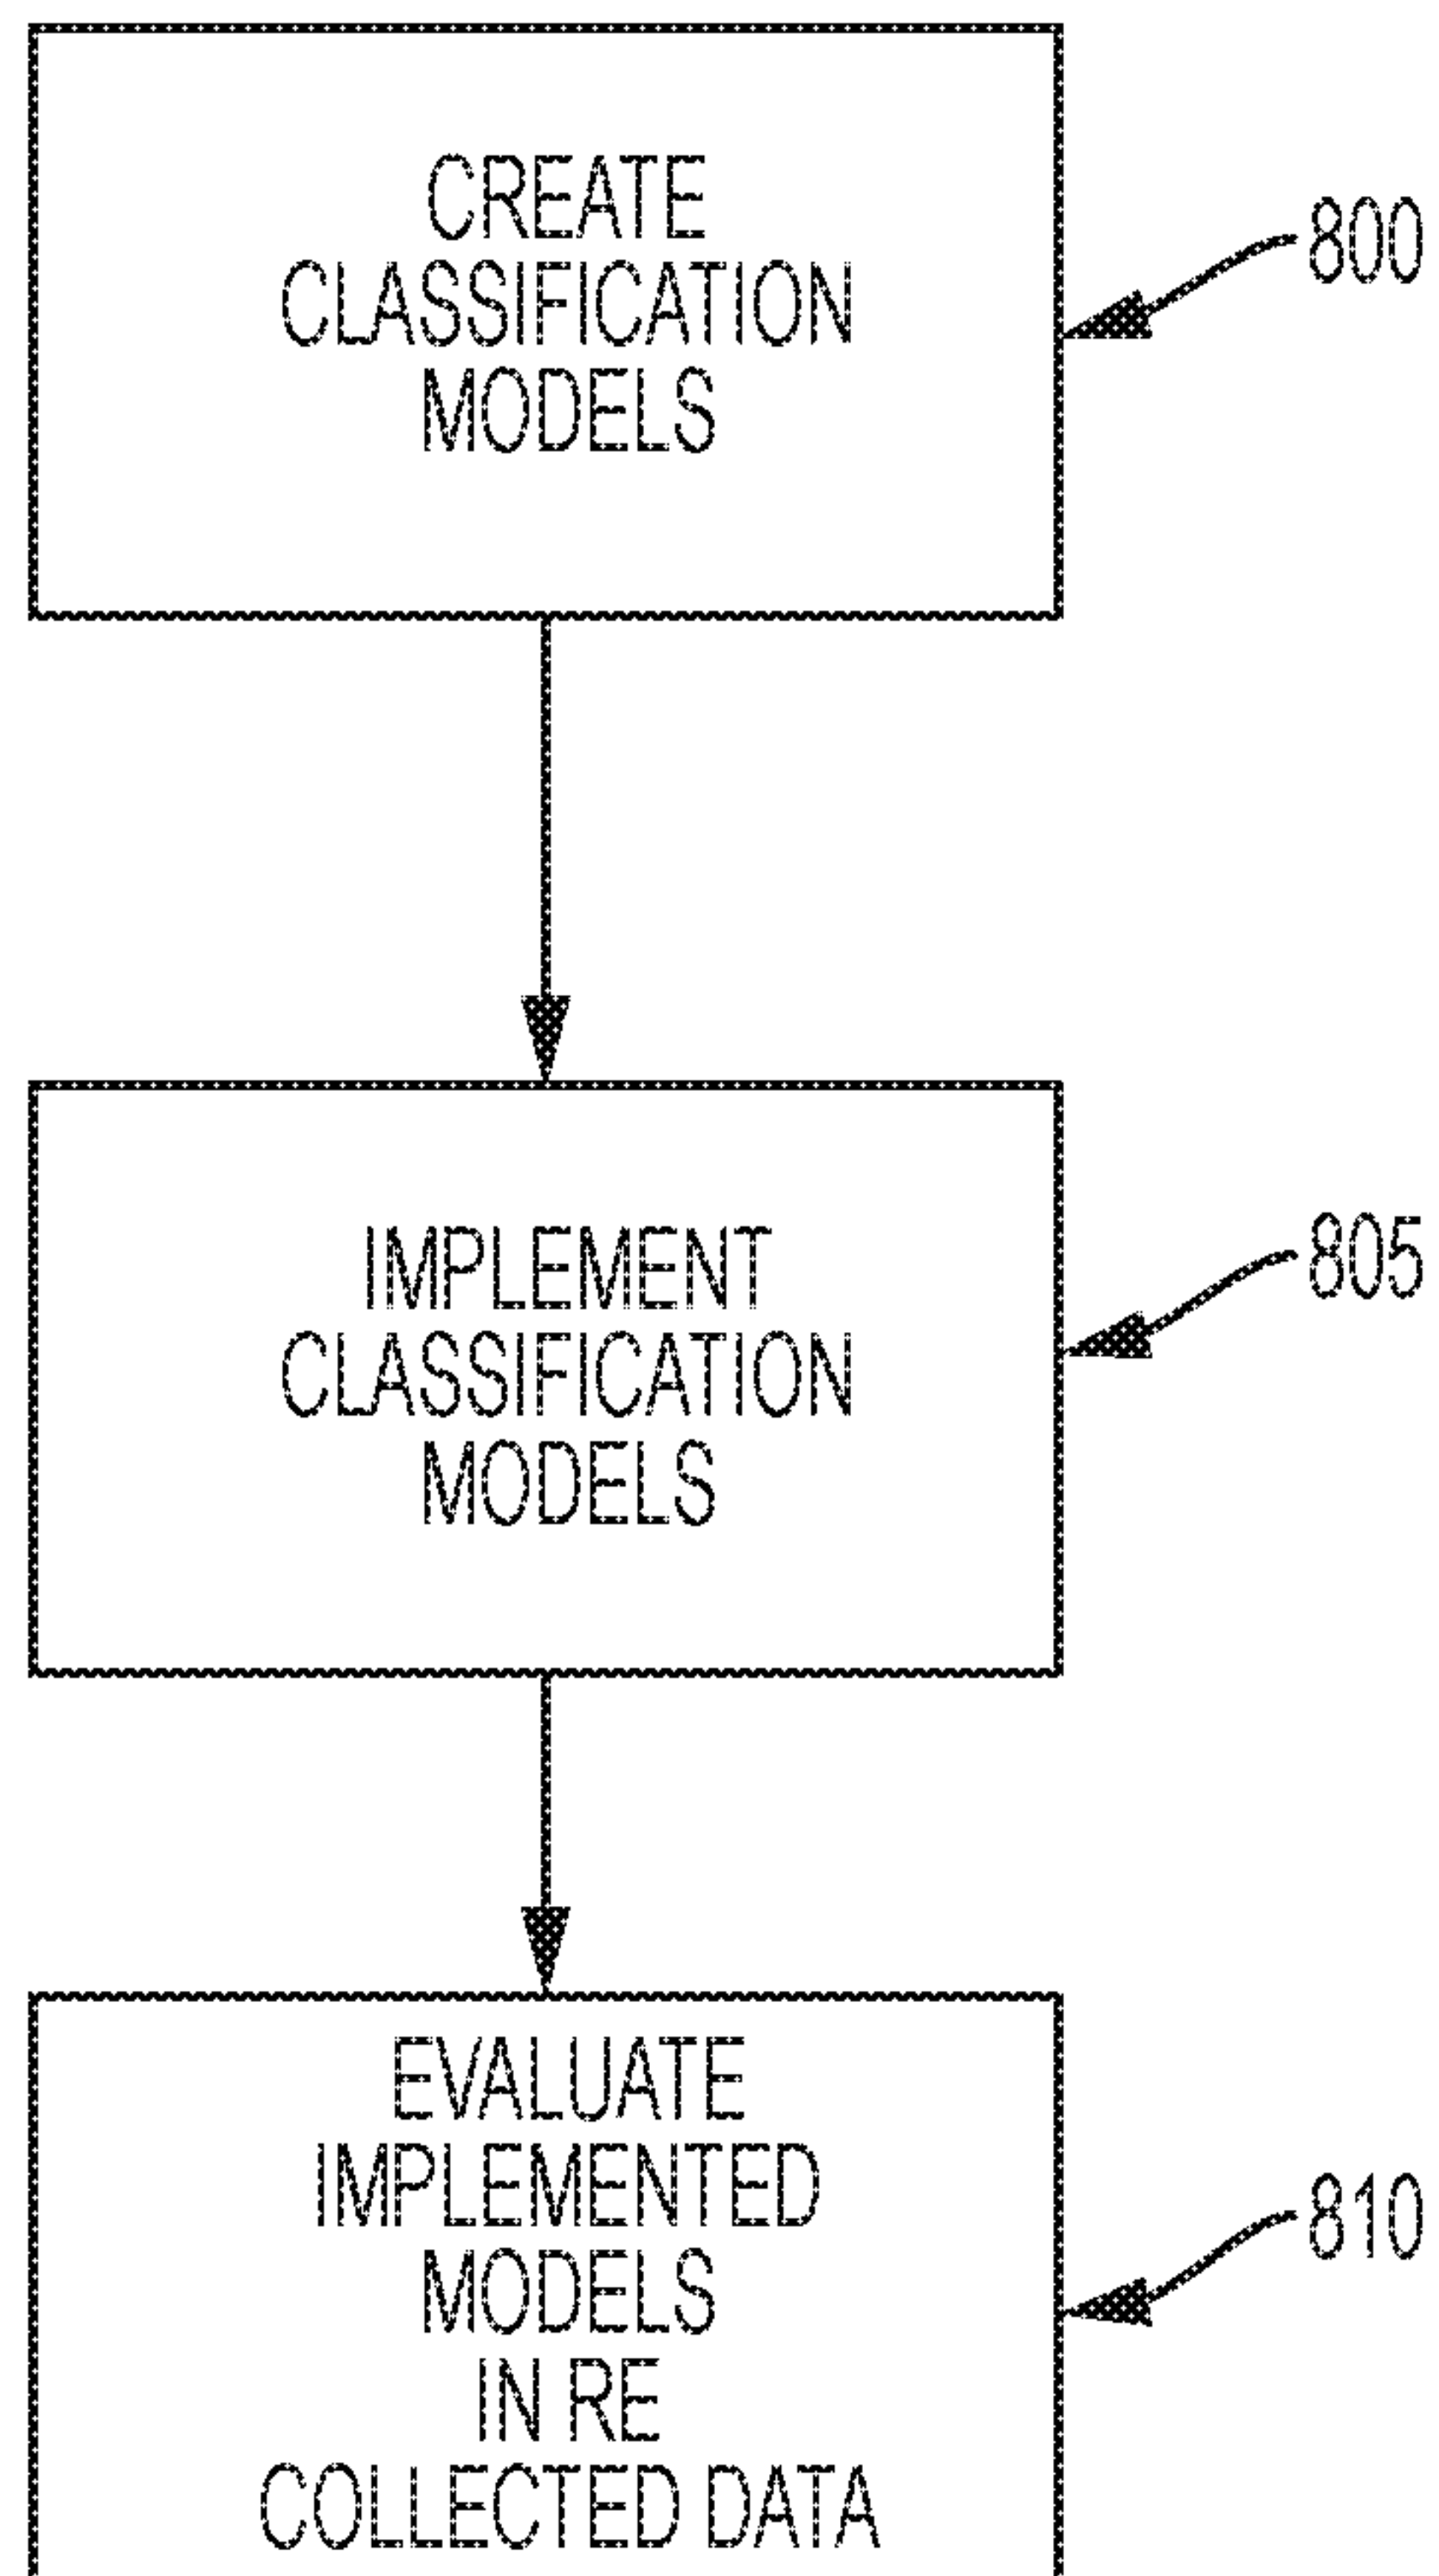 CREATE
CLASSIFICATION
MODELS
800
IMPLEMENT
CLASSIFICATION
MODELS
805
EVALUATE
IMPLEMENTED
MODELS
IN RE
COLLECTED DATA
810